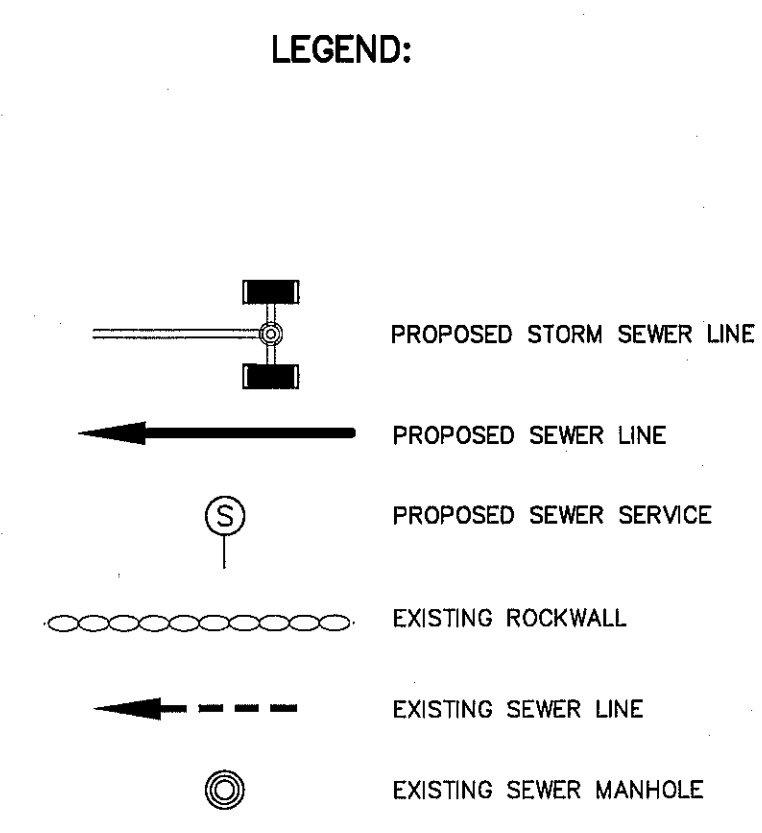 LEGEND:
PROPOSED STORM SEWER LINE
PROPOSED SEWER LINE
S
PROPOSED SEWER SERVICE
EXISTING ROCKWALL
EXISTING SEWER LINE
EXISTING SEWER MANHOLE